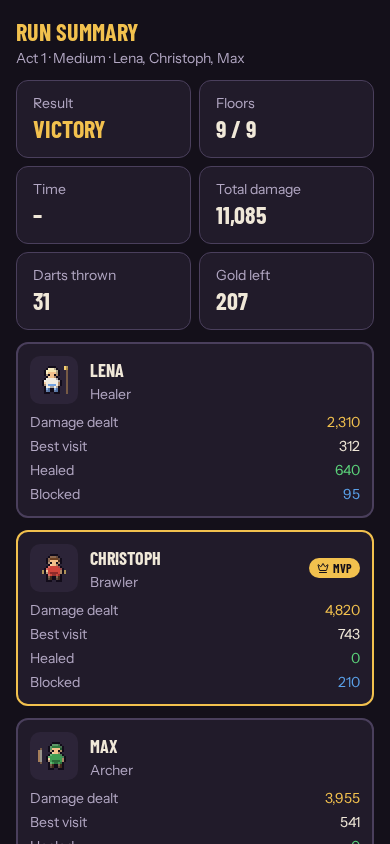 RUN SUMMARY
Act 1 · Medium · Lena, Christoph, Max
Result
VICTORY
Floors
9 / 9
Time
–
Total damage
11,085
Darts thrown
31
Gold left
207
LENA
Healer
Damage dealt 2,310
Best visit 312
Healed 640
Blocked 95
CHRISTOPH
Brawler
MVP
Damage dealt 4,820
Best visit 743
Healed 0
Blocked 210
MAX
Archer
Damage dealt 3,955
Best visit 541